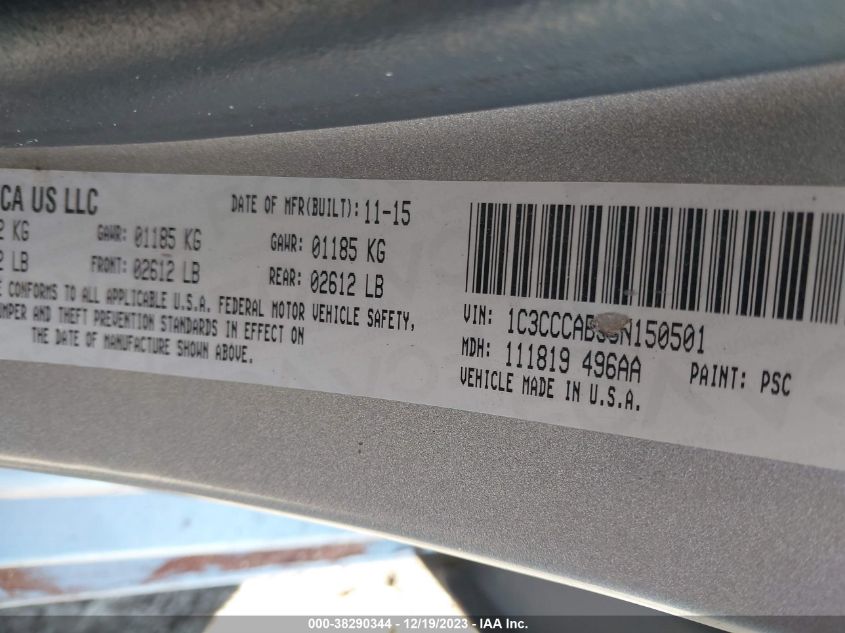 CA US LLC
DATE OF MFR(BUILT): 11-15
KG GAWR: 01185 KG GAWR: 01185 KG
LB FRONT: 02612 LB REAR: 02612 LB
CONFORMS TO ALL APPLICABLE U.S.A. FEDERAL MOTOR VEHICLE SAFETY,
AND THEFT PREVENTION STANDARDS IN EFFECT ON
THE DATE OF MANUFACTURE SHOWN ABOVE.
VIN: 1C3CCCAB3GN150501
MDH: 111819 496AA PAINT: PSC
VEHICLE MADE IN U.S.A.
000-38290344 - 12/19/2023 - IAA Inc.